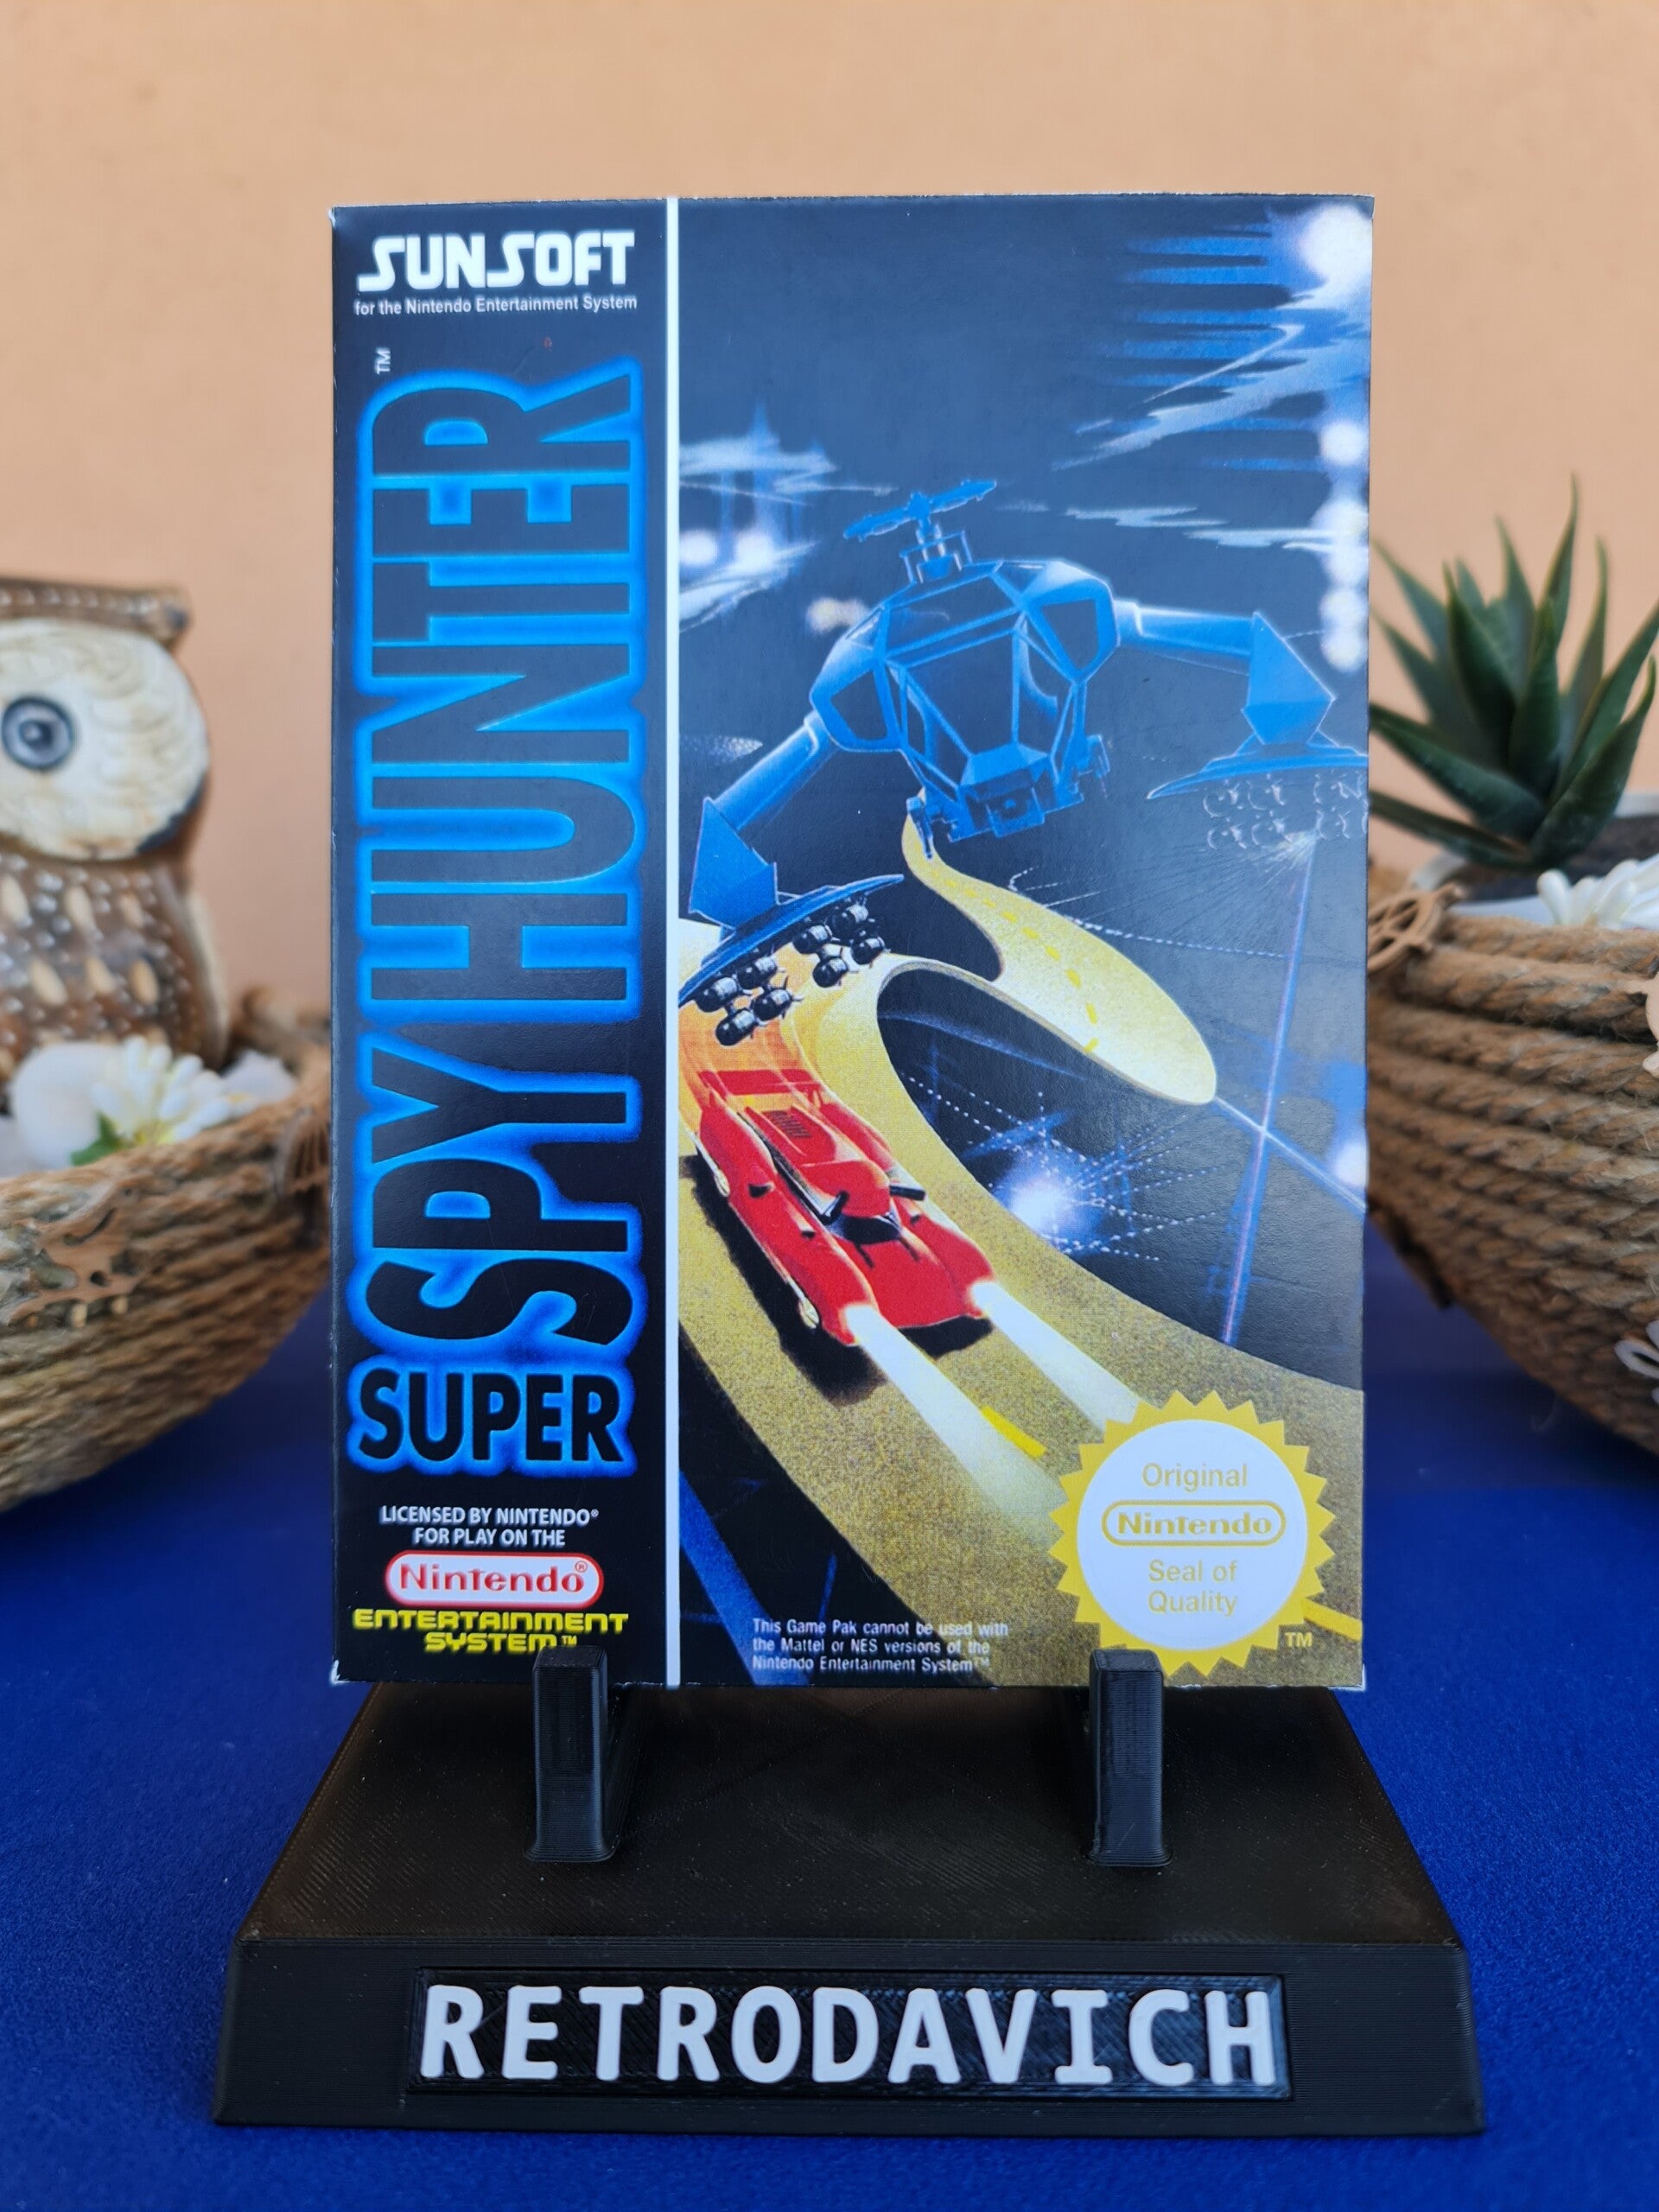 SUNSOFT
for the Nintendo Entertainment System
SUPER SPY HUNTER™
LICENSED BY NINTENDO®
FOR PLAY ON THE
Nintendo®
ENTERTAINMENT
SYSTEM™
This Game Pak cannot be used with
the Mattel or NES versions of the
Nintendo Entertainment System™
Original
Nintendo
Seal of
Quality
TM
RETRODAVICH